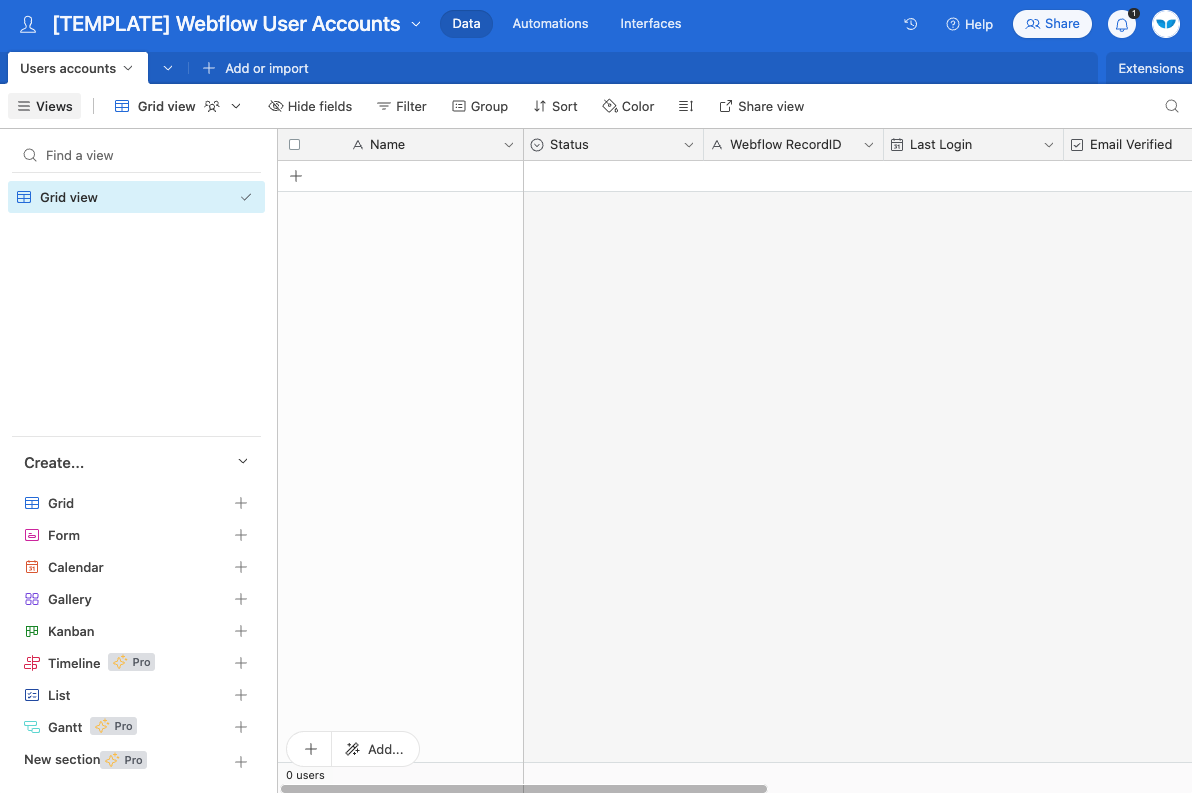 [TEMPLATE] Webflow User Accounts
Data
Automations
Interfaces
Help
Share
1
Users accounts
Add or import
Extensions
Views
Grid view
Hide fields
Filter
Group
Sort
Color
Share view
Find a view
Grid view
Name
Status
Webflow RecordID
Last Login
Email Verified
Create...
Grid
Form
Calendar
Gallery
Kanban
Timeline Pro
List
Gantt Pro
New section Pro
Add...
0 users